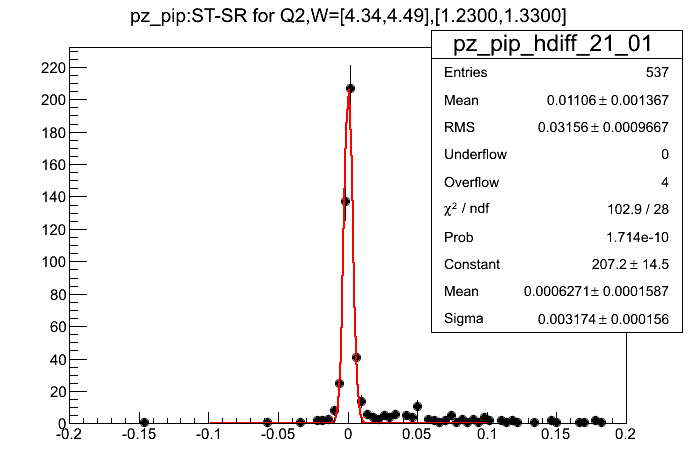 pz_pip:ST-SR for Q2,W=[4.34,4.49],[1.2300,1.3300]
pz_pip_hdiff_21_01
Entries 537
Mean 0.01106 ± 0.001367
RMS 0.03156 ± 0.0009667
Underflow 0
Overflow 4
χ² / ndf 102.9 / 28
Prob 1.714e-10
Constant 207.2 ± 14.5
Mean 0.0006271 ± 0.0001587
Sigma 0.003174 ± 0.000156
220
200
180
160
140
120
100
80
60
40
20
0
-0.2 -0.15 -0.1 -0.05 0 0.05 0.1 0.15 0.2